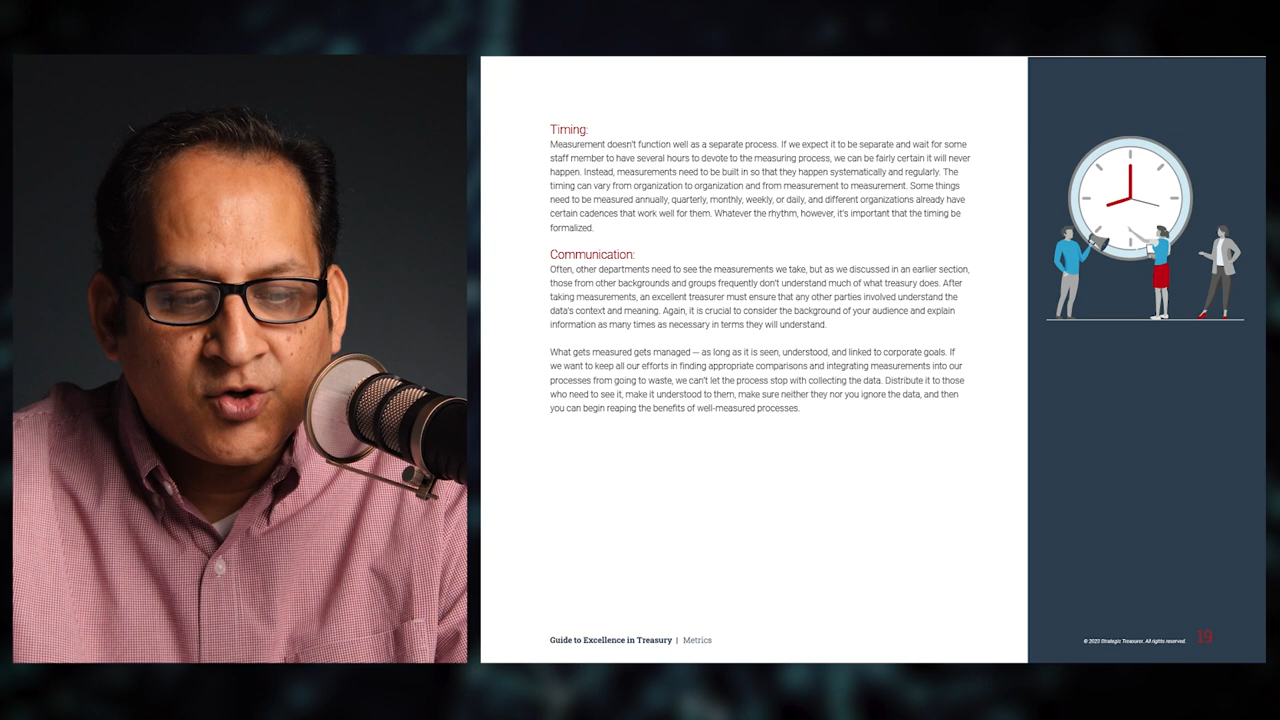 Timing:
Measurement doesn't function well as a separate process. If we expect it to be separate and wait for some
staff member to have several hours to devote to the measuring process, we can be fairly certain it will never
happen. Instead, measurements need to be built in so that they happen systematically and regularly. The
timing can vary from organization to organization and from measurement to measurement. Some things
need to be measured annually, quarterly, monthly, weekly, or daily, and different organizations already have
certain cadences that work well for them. Whatever the rhythm, however, it's important that the timing be
formalized.
Communication:
Often, other departments need to see the measurements we take, but as we discussed in an earlier section,
those from other backgrounds and groups frequently don't understand much of what treasury does. After
taking measurements, an excellent treasurer must ensure that any other parties involved understand the
data's context and meaning. Again, it is crucial to consider the background of your audience and explain
information as many times as necessary in terms they will understand.
What gets measured gets managed — as long as it is seen, understood, and linked to corporate goals. If
we want to keep all our efforts in finding appropriate comparisons and integrating measurements into our
processes from going to waste, we can't let the process stop with collecting the data. Distribute it to those
who need to see it, make it understood to them, make sure neither they nor you ignore the data, and then
you can begin reaping the benefits of well-measured processes.
Guide to Excellence in Treasury | Metrics
© 2023 Strategic Treasurer. All rights reserved. 19